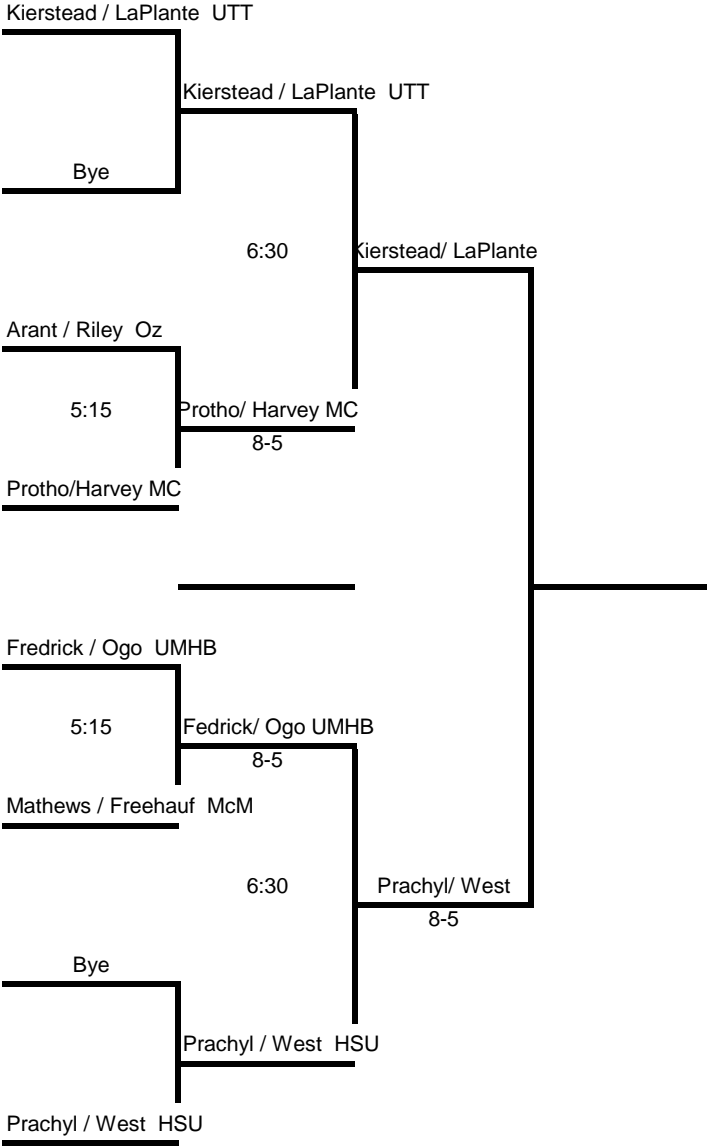 Kierstead / LaPlante UTT
Kierstead / LaPlante UTT
Bye
6:30
Kierstead/ LaPlante
Arant / Riley Oz
5:15
Protho/ Harvey MC
8-5
Protho/Harvey MC
Fredrick / Ogo UMHB
5:15
Fedrick/ Ogo UMHB
8-5
Mathews / Freehauf McM
6:30
Prachyl/ West
8-5
Bye
Prachyl / West HSU
Prachyl / West HSU